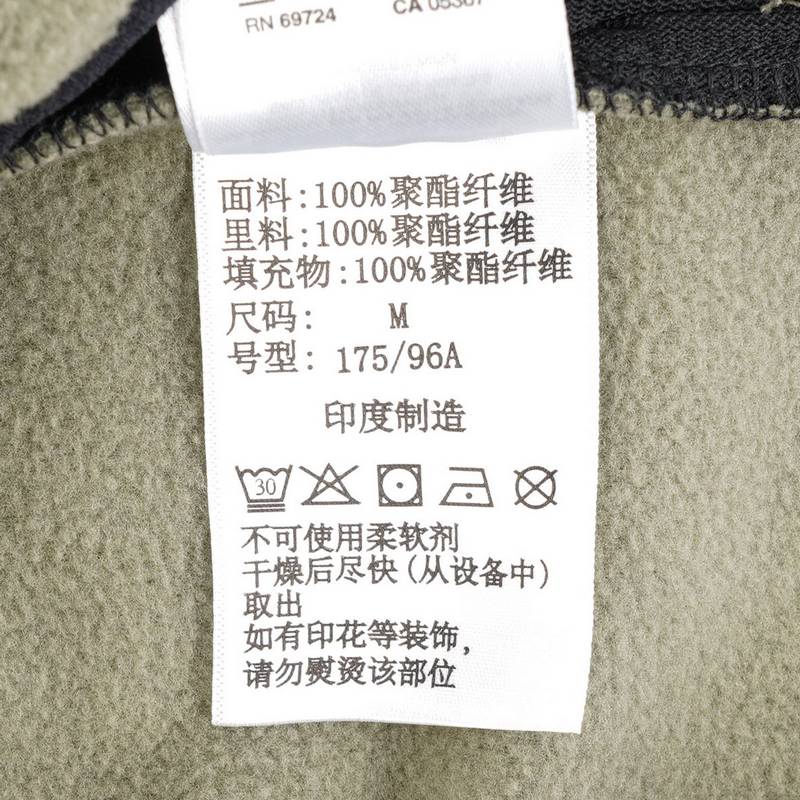 RN 69724
CA 05367
面料:100%聚酯纤维
里料:100%聚酯纤维
填充物:100%聚酯纤维
尺码: M
号型: 175/96A
印度制造
30
不可使用柔软剂
干燥后尽快(从设备中)
取出
如有印花等装饰,
请勿熨烫该部位